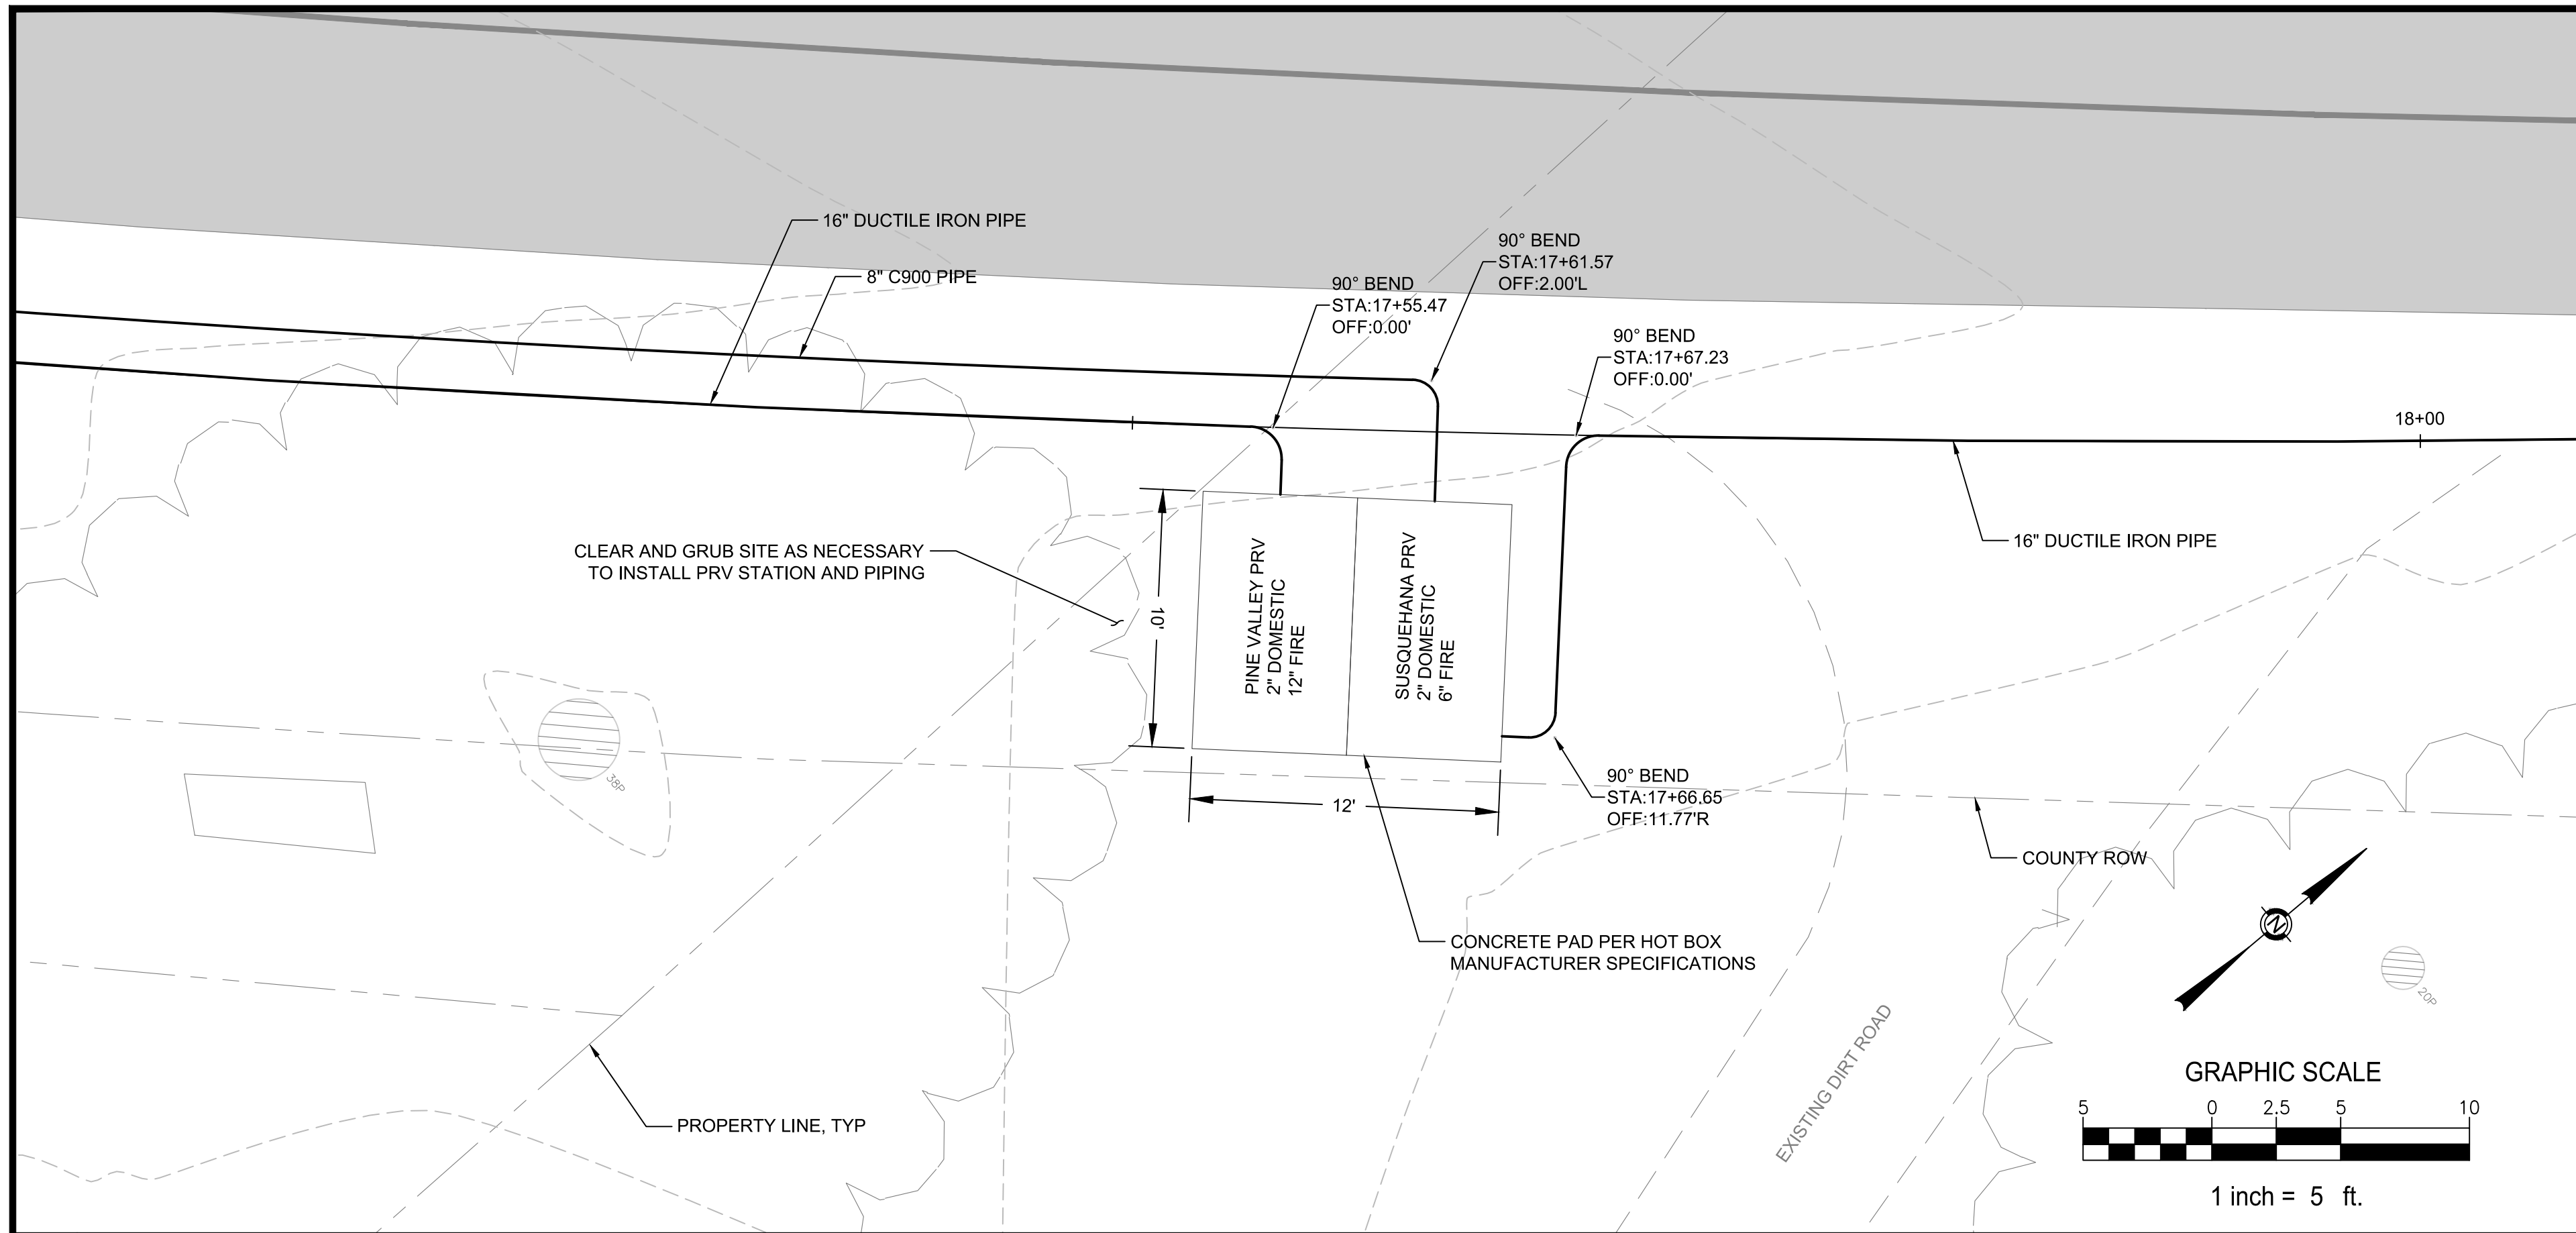 16" DUCTILE IRON PIPE
8" C900 PIPE
90° BEND
STA:17+55.47
OFF:0.00'
90° BEND
STA:17+61.57
OFF:2.00'L
90° BEND
STA:17+67.23
OFF:0.00'
18+00
16" DUCTILE IRON PIPE
CLEAR AND GRUB SITE AS NECESSARY
TO INSTALL PRV STATION AND PIPING
10'
PINE VALLEY PRV
2" DOMESTIC
12" FIRE
SUSQUEHANA PRV
2" DOMESTIC
6" FIRE
38P
12'
90° BEND
STA:17+66.65
OFF:11.77'R
COUNTY ROW
CONCRETE PAD PER HOT BOX
MANUFACTURER SPECIFICATIONS
N
20P
EXISTING DIRT ROAD
PROPERTY LINE, TYP
GRAPHIC SCALE
5 0 2.5 5 10
1 inch = 5 ft.